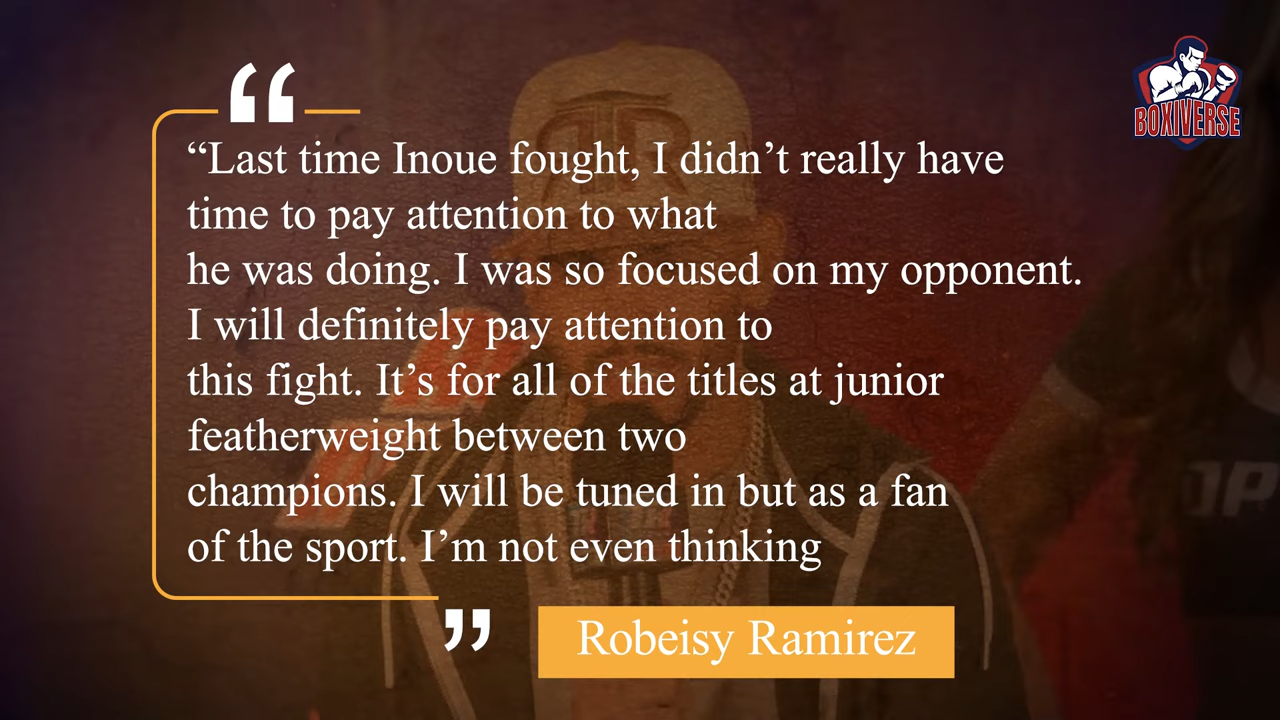 BOXIVERSE
“Last time Inoue fought, I didn’t really have
time to pay attention to what
he was doing. I was so focused on my opponent.
I will definitely pay attention to
this fight. It’s for all of the titles at junior
featherweight between two
champions. I will be tuned in but as a fan
of the sport. I’m not even thinking
Robeisy Ramirez